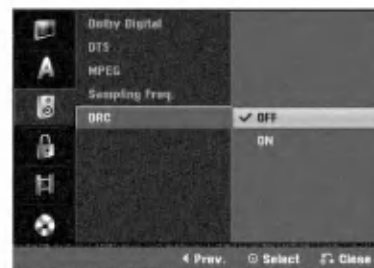 Dolby Digital
DTS
MPEG
Sampling Freq.
DRC
✓ OFF
ON
A
◀ Prev. ⊙ Select Close